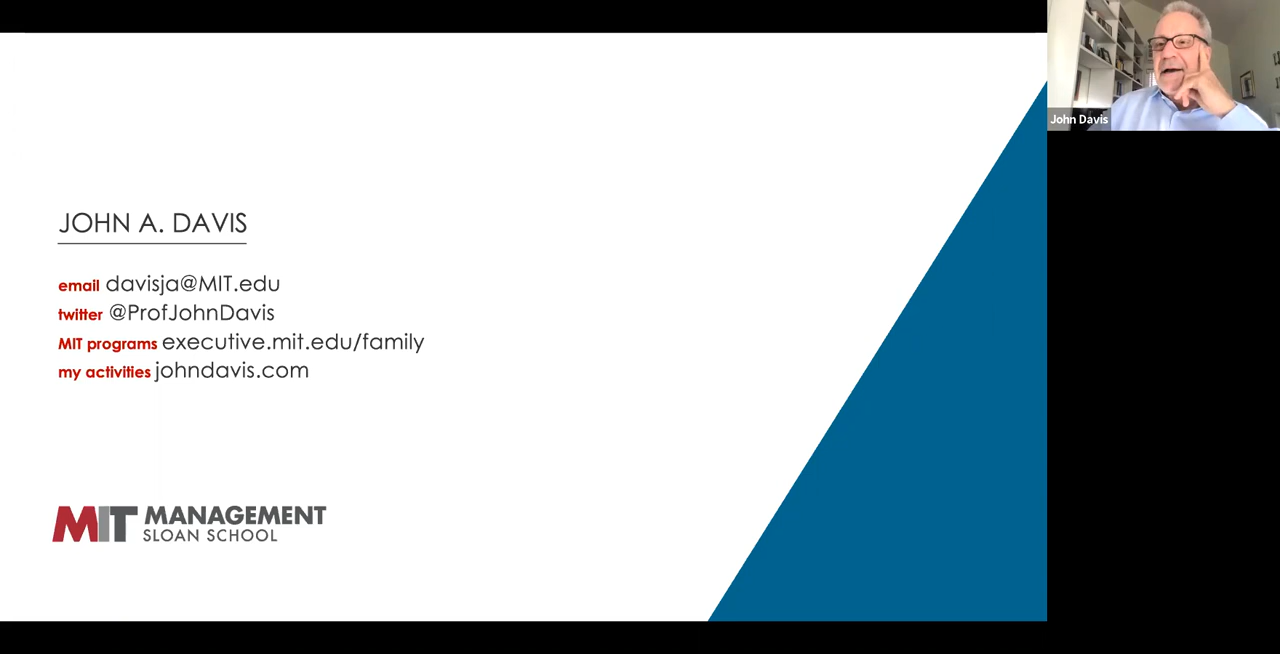 JOHN A. DAVIS
email davisja@MIT.edu
twitter @ProfJohnDavis
MIT programs executive.mit.edu/family
my activities johndavis.com
MIT MANAGEMENT
SLOAN SCHOOL
John Davis